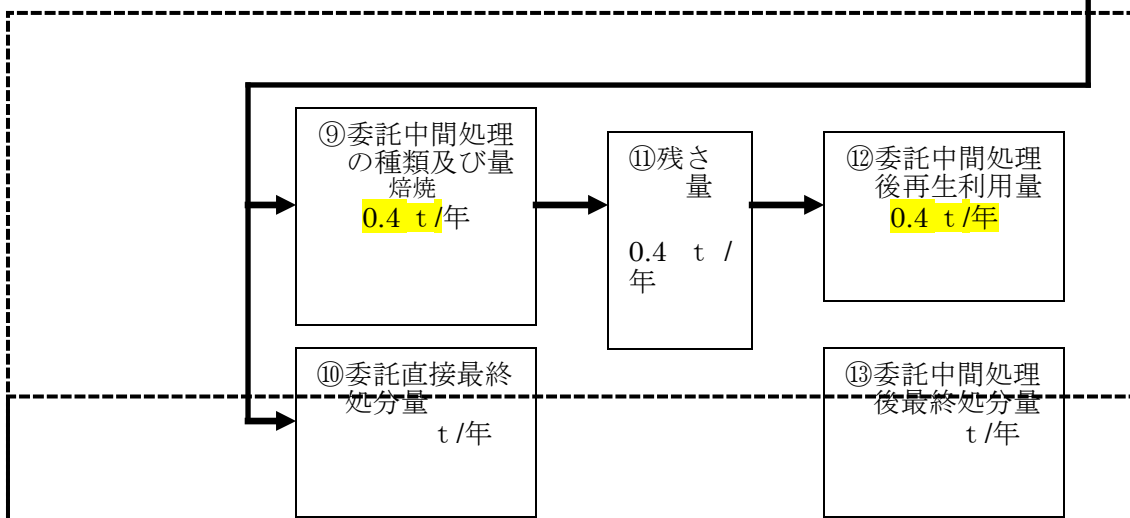 ⑨委託中間処理
の種類及び量
焙焼
0.4 ｔ/年
⑪残さ
量
0.4 ｔ /
年
⑫委託中間処理
後再生利用量
0.4 ｔ/年
⑩委託直接最終
処分量
ｔ/年
⑬委託中間処理
後最終処分量
ｔ/年